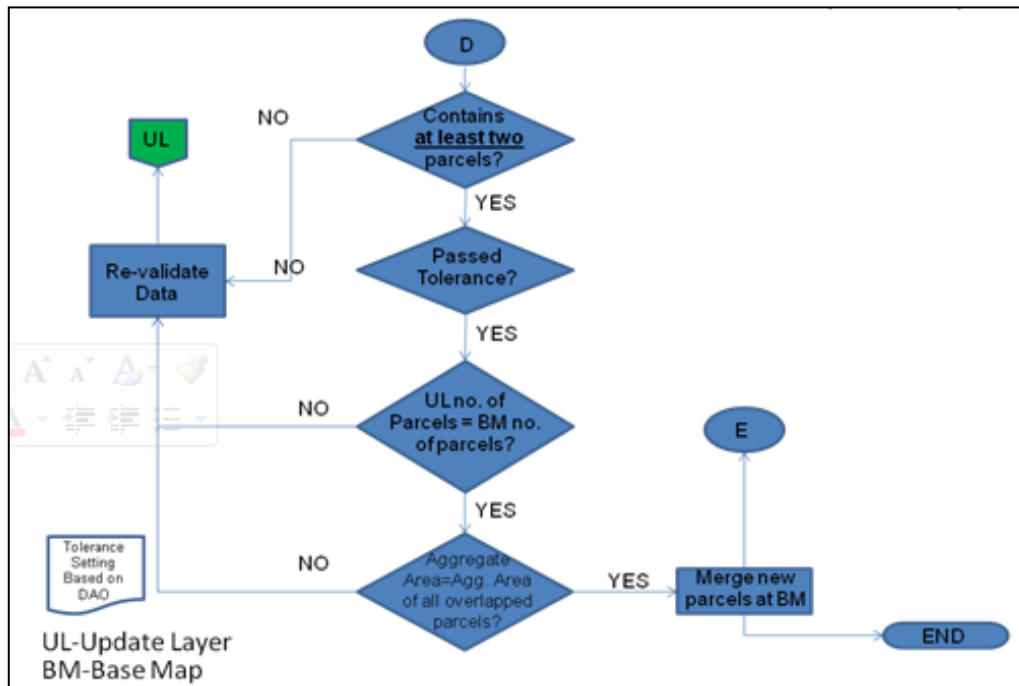 D
Contains
at least two
parcels?
NO
UL
YES
Re-validate
Data
NO
Passed
Tolerance?
YES
UL no. of
Parcels = BM no.
of parcels?
NO
E
YES
Tolerance
Setting
Based on
DAO
NO
Aggregate
Area=Agg. Area
of all overlapped
parcels?
YES
Merge new
parcels at BM
END
UL-Update Layer
BM-Base Map